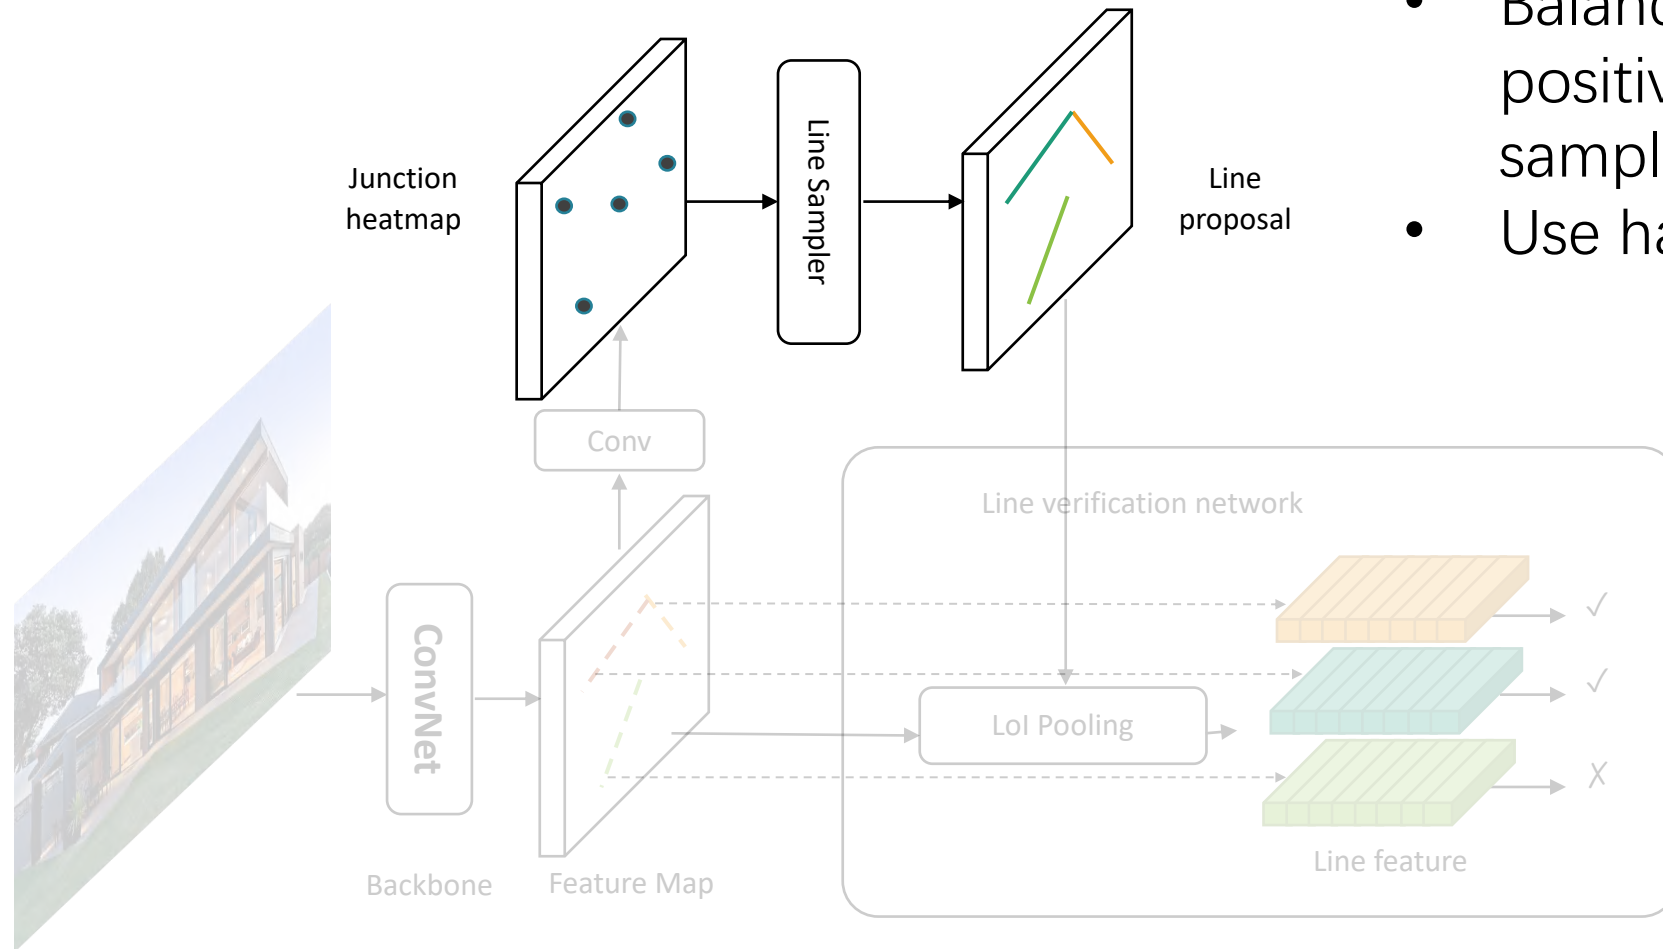 • Balanc
positiv
sampl
• Use ha
Junction
heatmap
Line Sampler
Line
proposal
Conv
Line verification network
ConvNet
LoI Pooling
✓
✓
✗
Line feature
Backbone
Feature Map